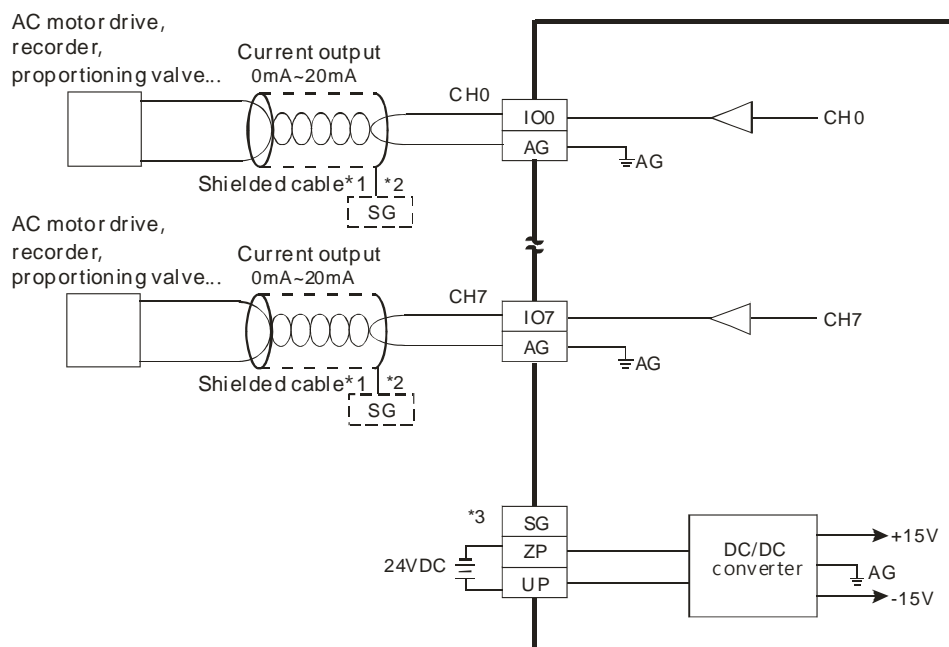 AC motor drive,
recorder,
proportioning valve...
Current output
0mA~20mA
CH0
IO0
AG
CH0
AG
Shielded cable*1 *2
SG
AC motor drive,
recorder,
proportioning valve...
Current output
0mA~20mA
CH7
IO7
AG
CH7
AG
Shielded cable*1 *2
SG
*3
SG
ZP
UP
24VDC
DC/DC
converter
+15V
AG
-15V